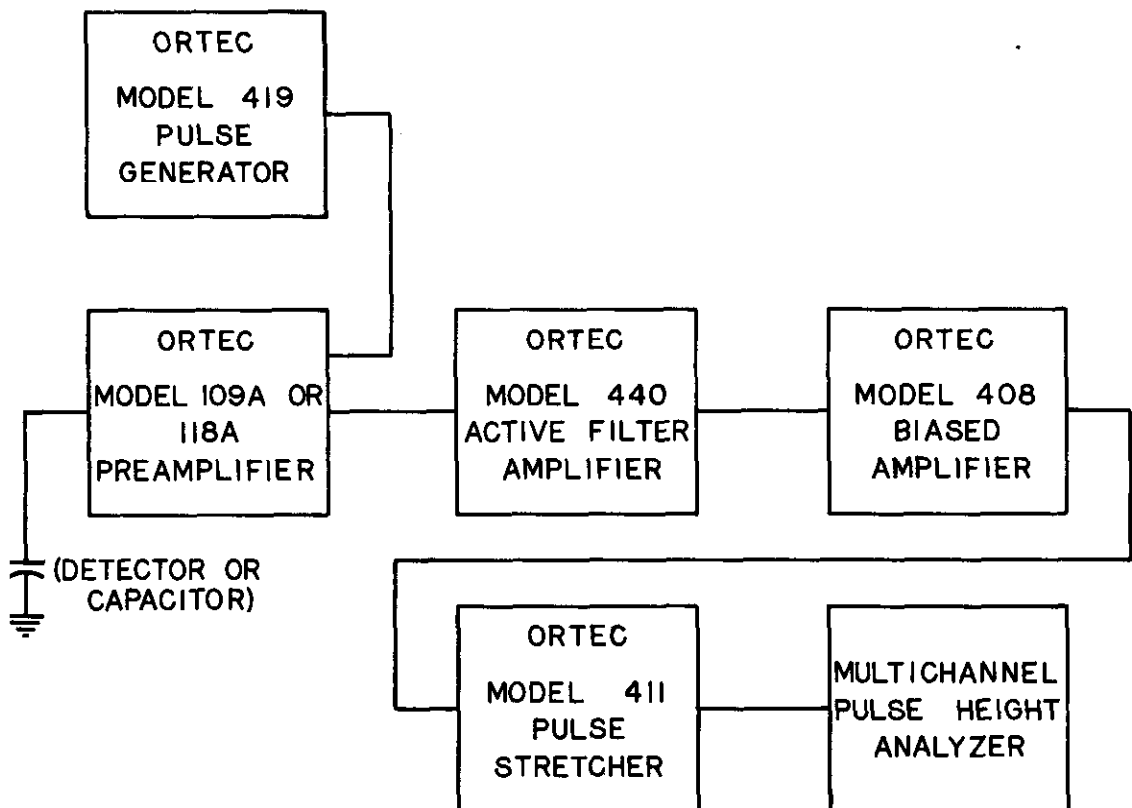 ORTEC
MODEL 419
PULSE
GENERATOR
ORTEC
MODEL 109A OR
118A
PREAMPLIFIER
ORTEC
MODEL 440
ACTIVE FILTER
AMPLIFIER
ORTEC
MODEL 408
BIASED
AMPLIFIER
(DETECTOR OR
CAPACITOR)
ORTEC
MODEL 411
PULSE
STRETCHER
MULTICHANNEL
PULSE HEIGHT
ANALYZER